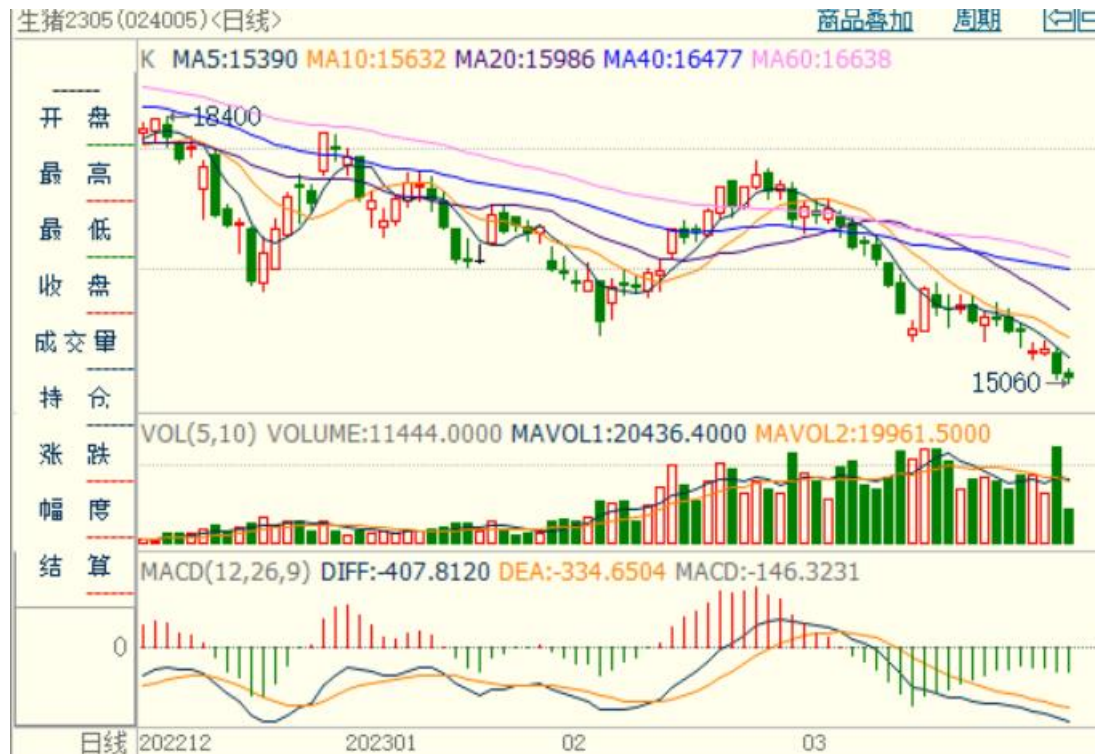 生猪2305(024005)<日线> 商品叠加 周期
K MA5:15390 MA10:15632 MA20:15986 MA40:16477 MA60:16638
18400
开 盘
最 高
最 低
收 盘
成交量
持 仓
涨 跌
幅 度
结 算
15060
VOL(5,10) VOLUME:11444.0000 MAVOL1:20436.4000 MAVOL2:19961.5000
MACD(12,26,9) DIFF:-407.8120 DEA:-334.6504 MACD:-146.3231
0
日线 202212 202301 02 03